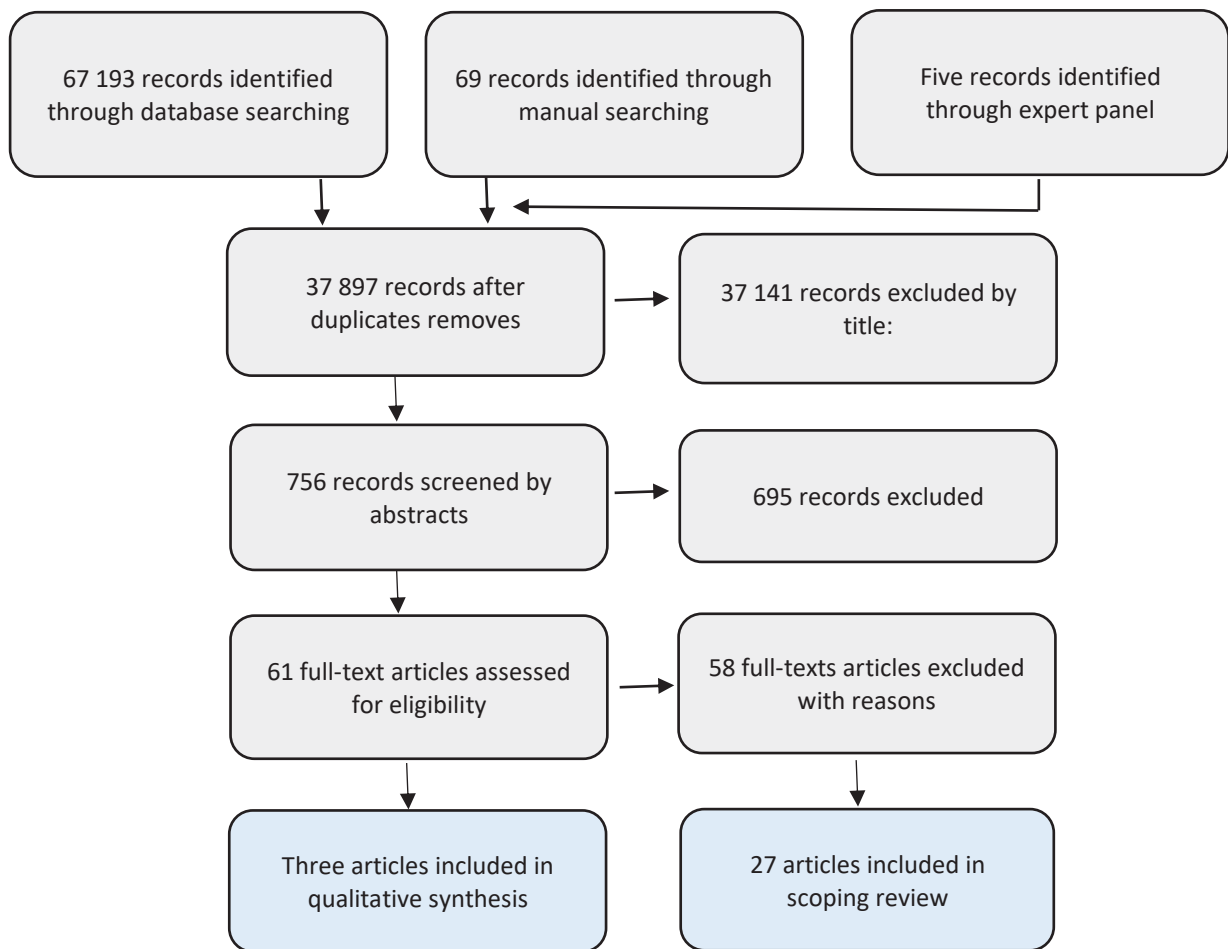 67 193 records identified
through database searching
69 records identified through
manual searching
Five records identified
through expert panel
37 897 records after
duplicates removes
37 141 records excluded by
title:
756 records screened by
abstracts
695 records excluded
61 full-text articles assessed
for eligibility
58 full-texts articles excluded
with reasons
Three articles included in
qualitative synthesis
27 articles included in
scoping review